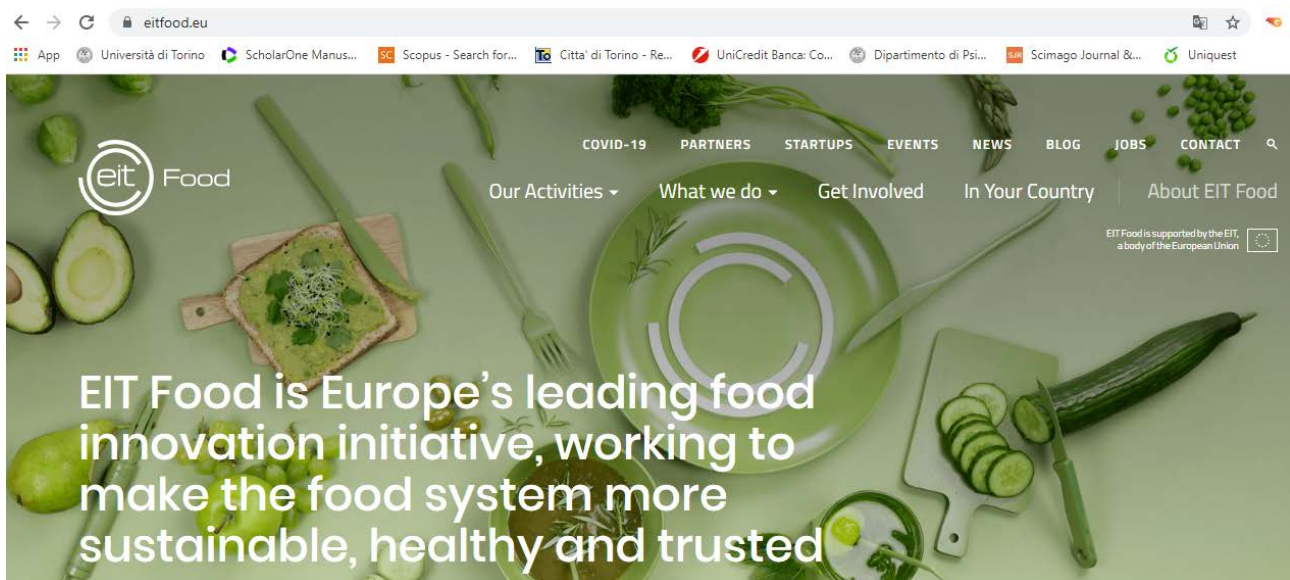 eitfood.eu
App Università di Torino ScholarOne Manus... Scopus - Search for... Citta' di Torino - Re... UniCredit Banca: Co... Dipartimento di Psi... Scimago Journal &... Uniquest
COVID-19 PARTNERS STARTUPS EVENTS NEWS BLOG JOBS CONTACT
eit Food
Our Activities What we do Get Involved In Your Country About EIT Food
EIT Food is supported by the EIT,
a body of the European Union
EIT Food is Europe’s leading food
innovation initiative, working to
make the food system more
sustainable, healthy and trusted